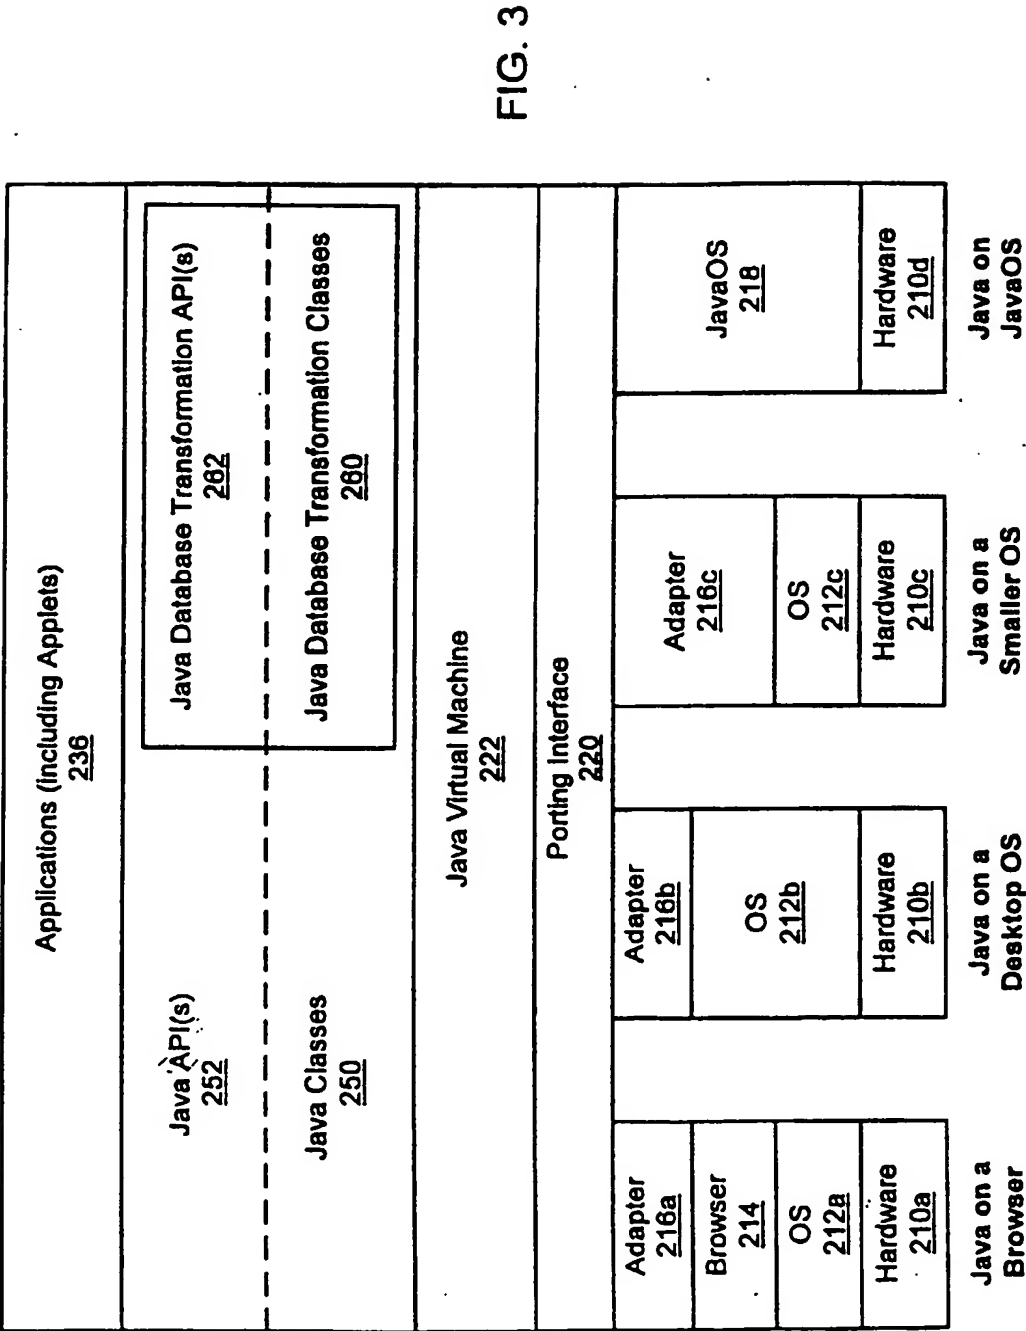 Applications (including Applets)
236
Java API(s)
252
Java Database Transformation API(s)
262
Java Classes
250
Java Database Transformation Classes
260
Java Virtual Machine
222
Porting Interface
220
Adapter
216a
Browser
214
OS
212a
Hardware
210a
Java on a
Browser
Adapter
216b
OS
212b
Hardware
210b
Java on a
Desktop OS
Adapter
216c
OS
212c
Hardware
210c
Java on a
Smaller OS
JavaOS
218
Hardware
210d
Java on
JavaOS
FIG. 3